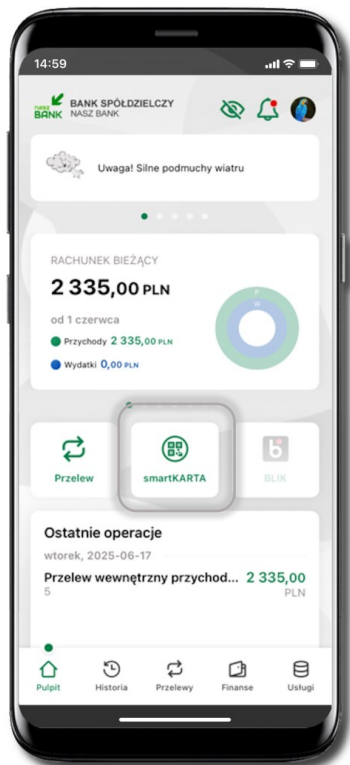 14:59
nasz BANK BANK SPÓŁDZIELCZY
NASZ BANK
Uwaga! Silne podmuchy wiatru
RACHUNEK BIEŻĄCY
2 335,00 PLN
od 1 czerwca
Przychody 2 335,00 PLN
Wydatki 0,00 PLN
P
W
Przelew smartKARTA BLIK
Ostatnie operacje
wtorek, 2025-06-17
Przelew wewnętrzny przychod... 2 335,00
5 PLN
Pulpit Historia Przelewy Finanse Usługi